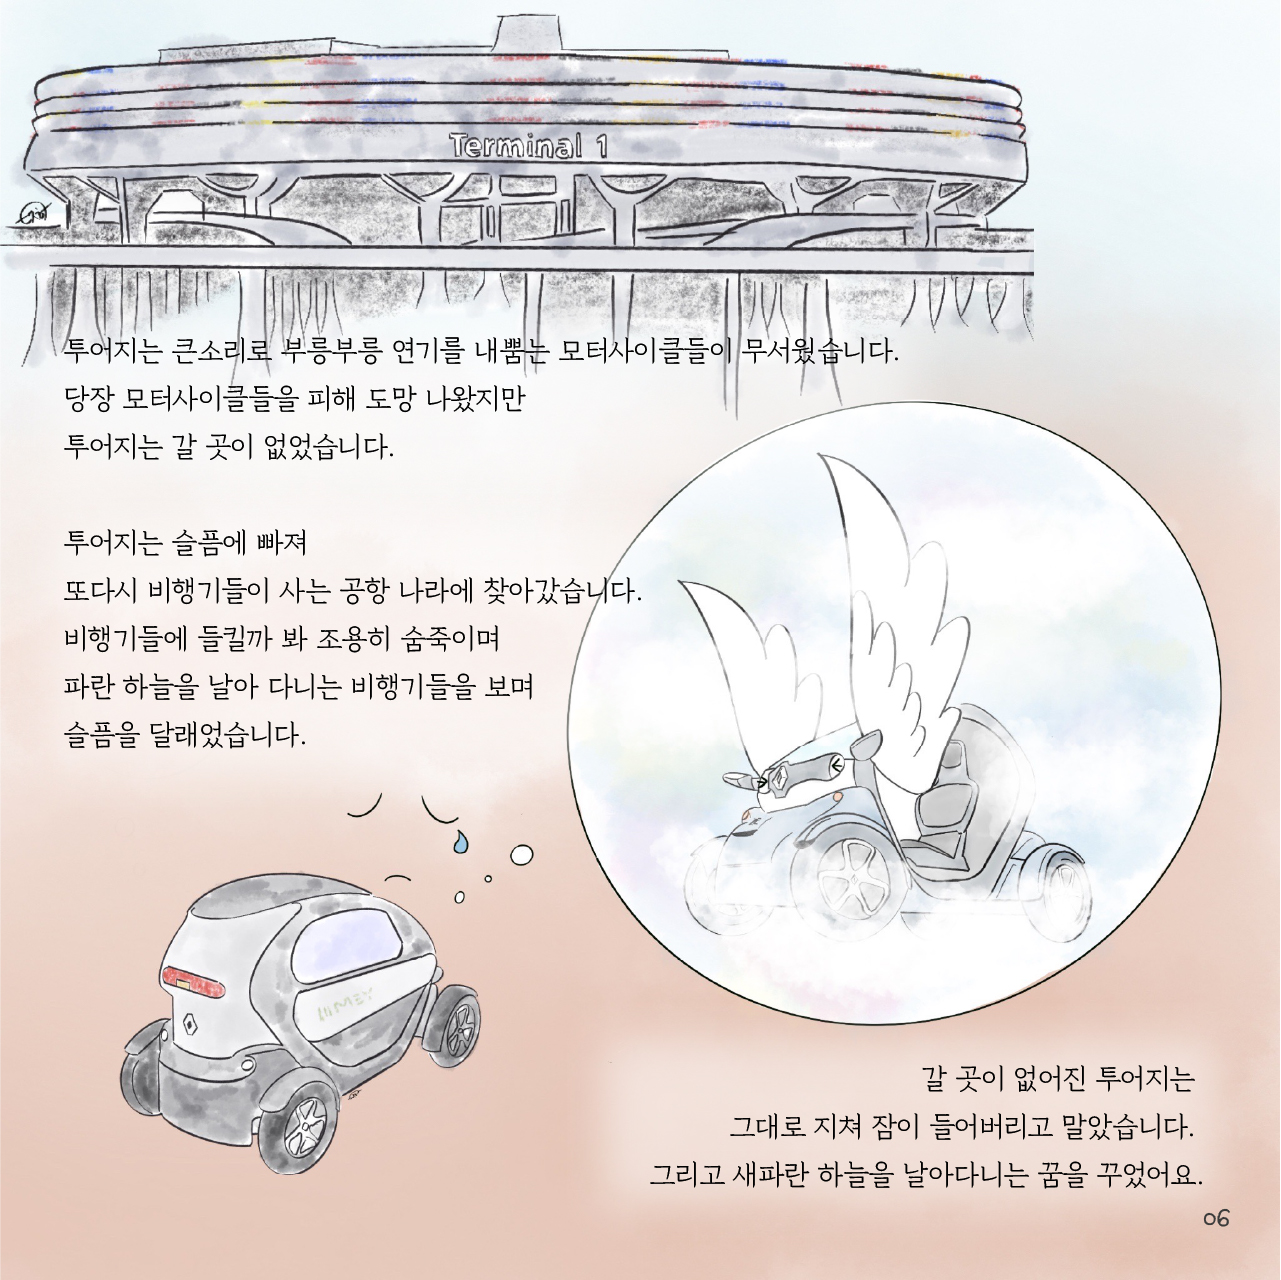 Terminal 1
투어지는 큰소리로 부릉부릉 연기를 내뿜는 모터사이클들이 무서웠습니다.
당장 모터사이클들을 피해 도망 나왔지만
투어지는 갈 곳이 없었습니다.
투어지는 슬픔에 빠져
또다시 비행기들이 사는 공항 나라에 찾아갔습니다.
비행기들에 들킬까 봐 조용히 숨죽이며
파란 하늘을 날아 다니는 비행기들을 보며
슬픔을 달래었습니다.
갈 곳이 없어진 투어지는
그대로 지쳐 잠이 들어버리고 말았습니다.
그리고 새파란 하늘을 날아다니는 꿈을 꾸었어요.
06